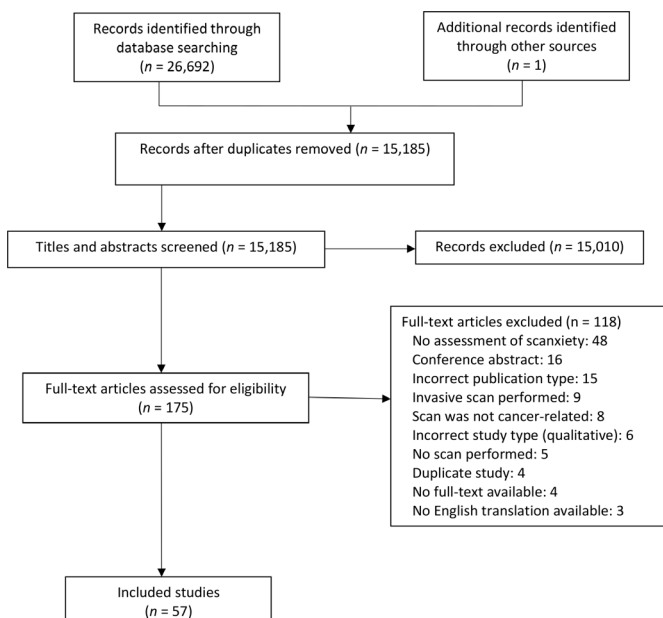 Records identified through
database searching
(n = 26,692)
Additional records identified
through other sources
(n = 1)
Records after duplicates removed (n = 15,185)
Titles and abstracts screened (n = 15,185)
Records excluded (n = 15,010)
Full-text articles assessed for eligibility
(n = 175)
Full-text articles excluded (n = 118)
No assessment of scanxiety: 48
Conference abstract: 16
Incorrect publication type: 15
Invasive scan performed: 9
Scan was not cancer-related: 8
Incorrect study type (qualitative): 6
No scan performed: 5
Duplicate study: 4
No full-text available: 4
No English translation available: 3
Included studies
(n = 57)